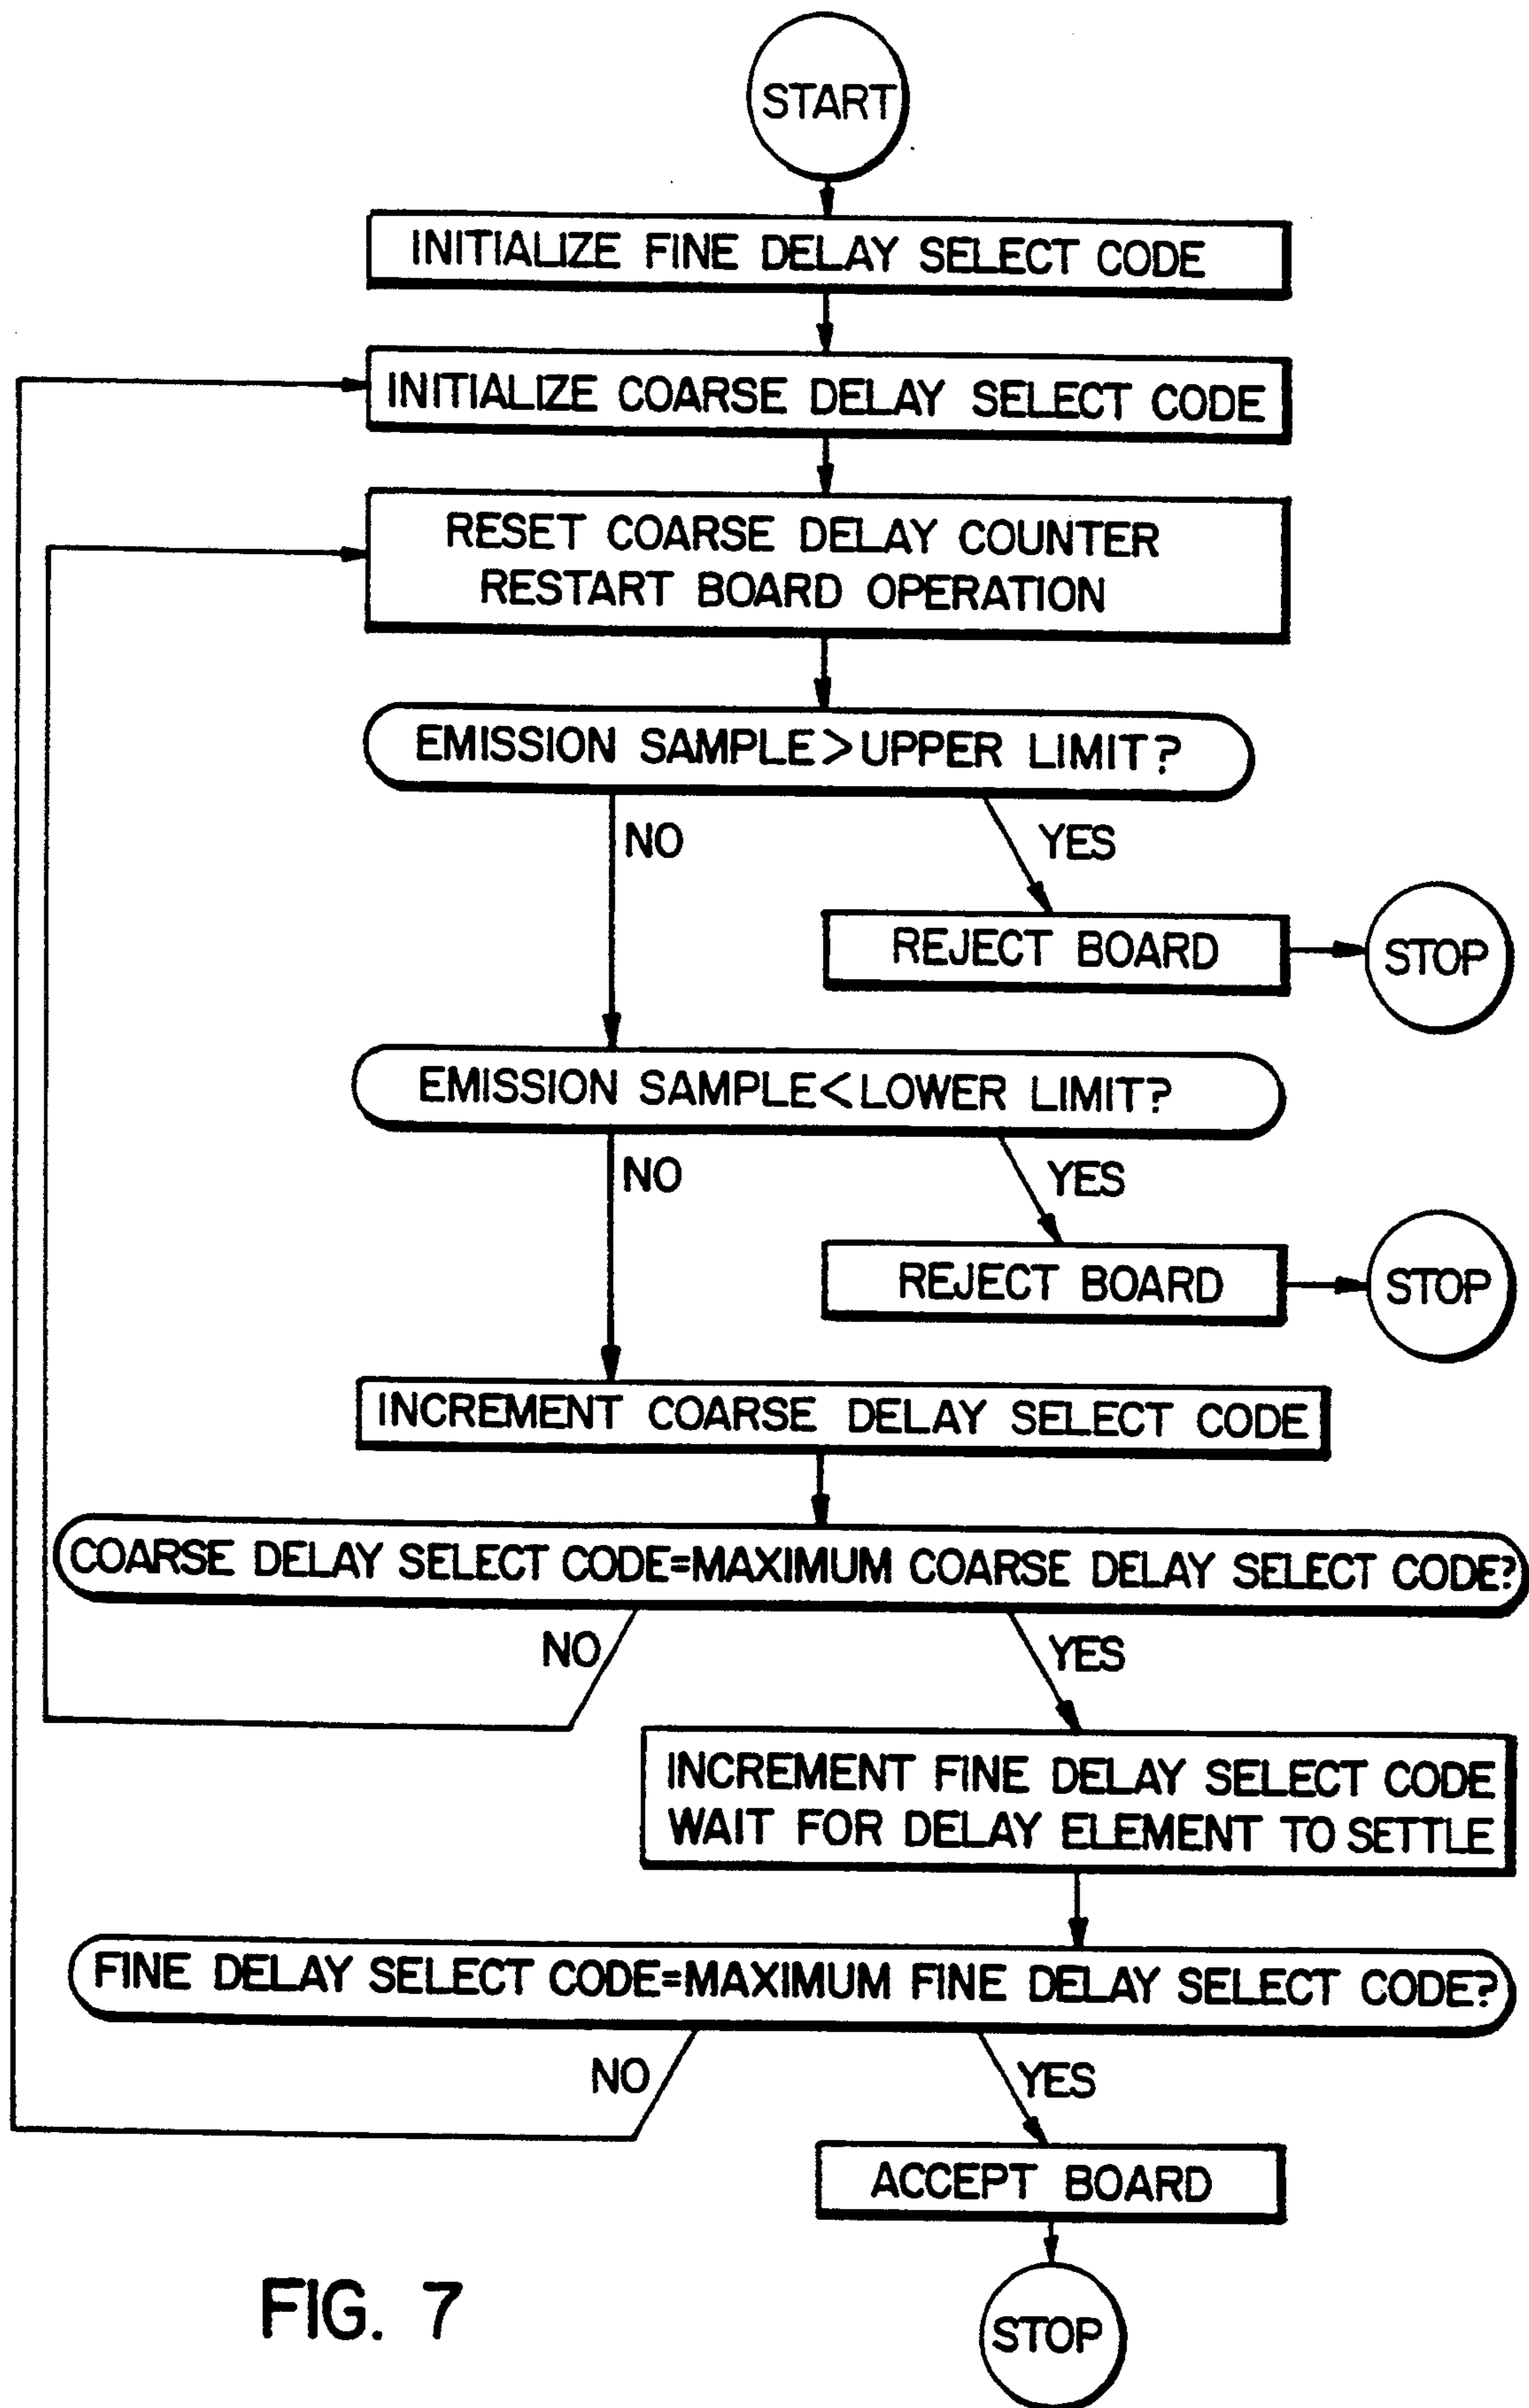 START
INITIALIZE FINE DELAY SELECT CODE
INITIALIZE COARSE DELAY SELECT CODE
RESET COARSE DELAY COUNTER
RESTART BOARD OPERATION
EMISSION SAMPLE>UPPER LIMIT?
NO
YES
REJECT BOARD
STOP
EMISSION SAMPLE<LOWER LIMIT?
NO
YES
REJECT BOARD
STOP
INCREMENT COARSE DELAY SELECT CODE
COARSE DELAY SELECT CODE=MAXIMUM COARSE DELAY SELECT CODE?
NO
YES
INCREMENT FINE DELAY SELECT CODE
WAIT FOR DELAY ELEMENT TO SETTLE
FINE DELAY SELECT CODE=MAXIMUM FINE DELAY SELECT CODE?
NO
YES
ACCEPT BOARD
STOP
FIG. 7